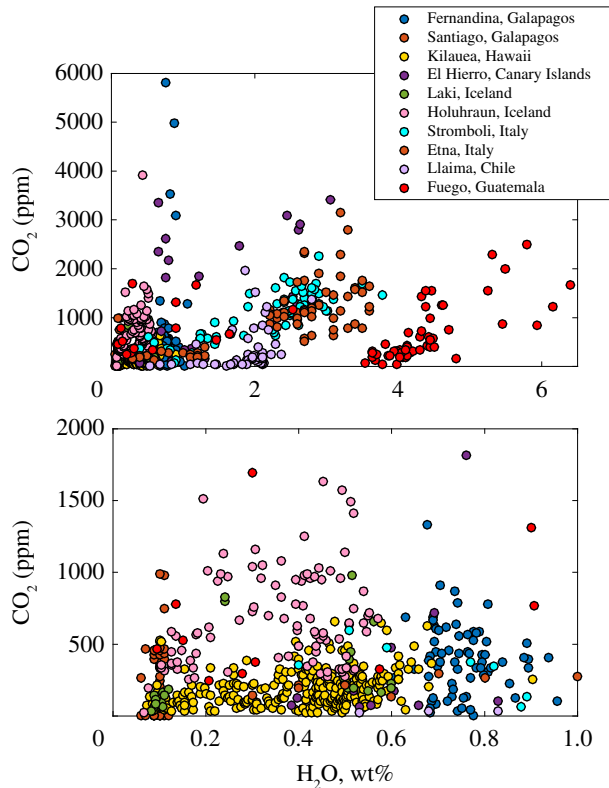 Fernandina, Galapagos
Santiago, Galapagos
Kilauea, Hawaii
El Hierro, Canary Islands
Laki, Iceland
Holuhraun, Iceland
Stromboli, Italy
Etna, Italy
Llaima, Chile
Fuego, Guatemala
6000
5000
4000
3000
2000
1000
CO₂ (ppm)
0 2 4 6
2000
1500
1000
500
CO₂ (ppm)
0 0.2 0.4 0.6 0.8 1.0
H₂O, wt%